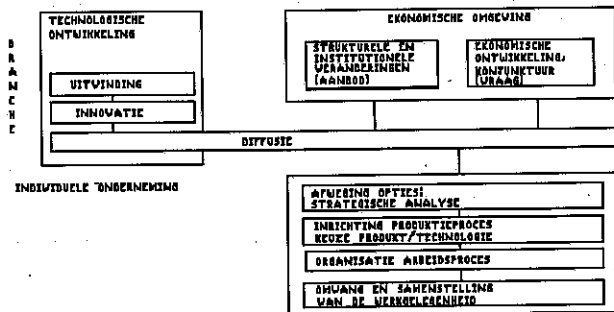 BRANCHE
TECHNOLOGISCHE
ONTWIKKELING
UITVINDING
INNOVATIE
EKONOMISCHE OMGEVING
STRUKTURELE EN
INSTITUTIONELE
VERANDERINGEN
(AANBOD)
EKONOMISCHE
ONTWIKKELING,
KONJUNKTUUR
(VRAAG)
DIFFUSIE
INDIVIDUELE ONDERNEMING
AFWEGING OPTIES;
STRATEGISCHE ANALYSE
INRICHTING PRODUKTIEPROCES
KEUZE PRODUKT/TECHNOLOGIE
ORGANISATIE ARBEIDSPROCES
OMVANG EN SAMENSTELLING
VAN DE WERKGELEGENHEID